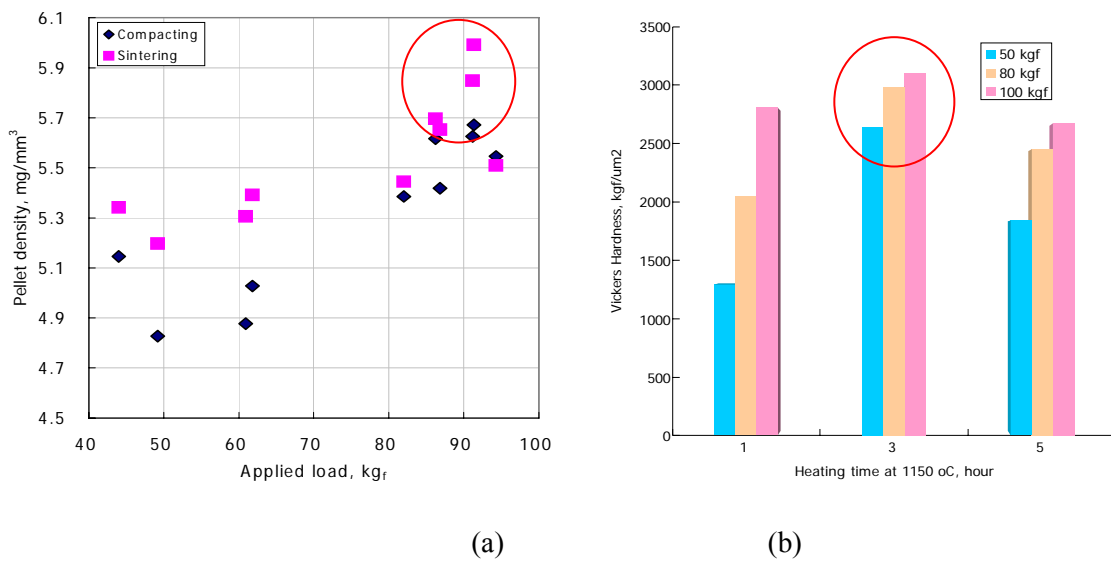 Compacting
Sintering
6.1
5.9
5.7
5.5
5.3
5.1
4.9
4.7
4.5
40 50 60 70 80 90 100
Pellet density, mg/mm³
Applied load, kgf
(a)
3500
3000
2500
2000
1500
1000
500
0
50 kgf
80 kgf
100 kgf
1 3 5
Vickers Hardness, kgf/um2
Heating time at 1150 oC, hour
(b)